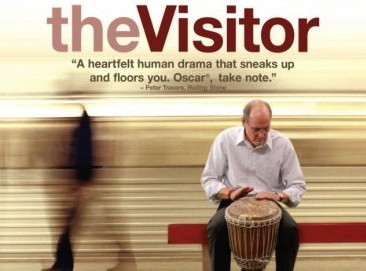 theVisitor
“A heartfelt human drama that sneaks up
and floors you. Oscar®, take note.”
– Peter Travers, Rolling Stone